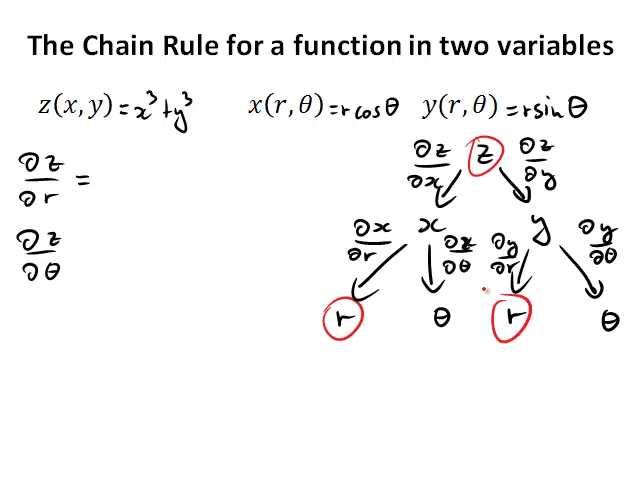 The Chain Rule for a function in two variables
z(x, y) = x³ + y³ x(r, θ) = r cos θ y(r, θ) = r sin θ
∂z/∂r =
∂z/∂θ
∂z/∂x z ∂z/∂y
x y
∂x/∂r ∂x/∂θ ∂y/∂r ∂y/∂θ
r θ r θ